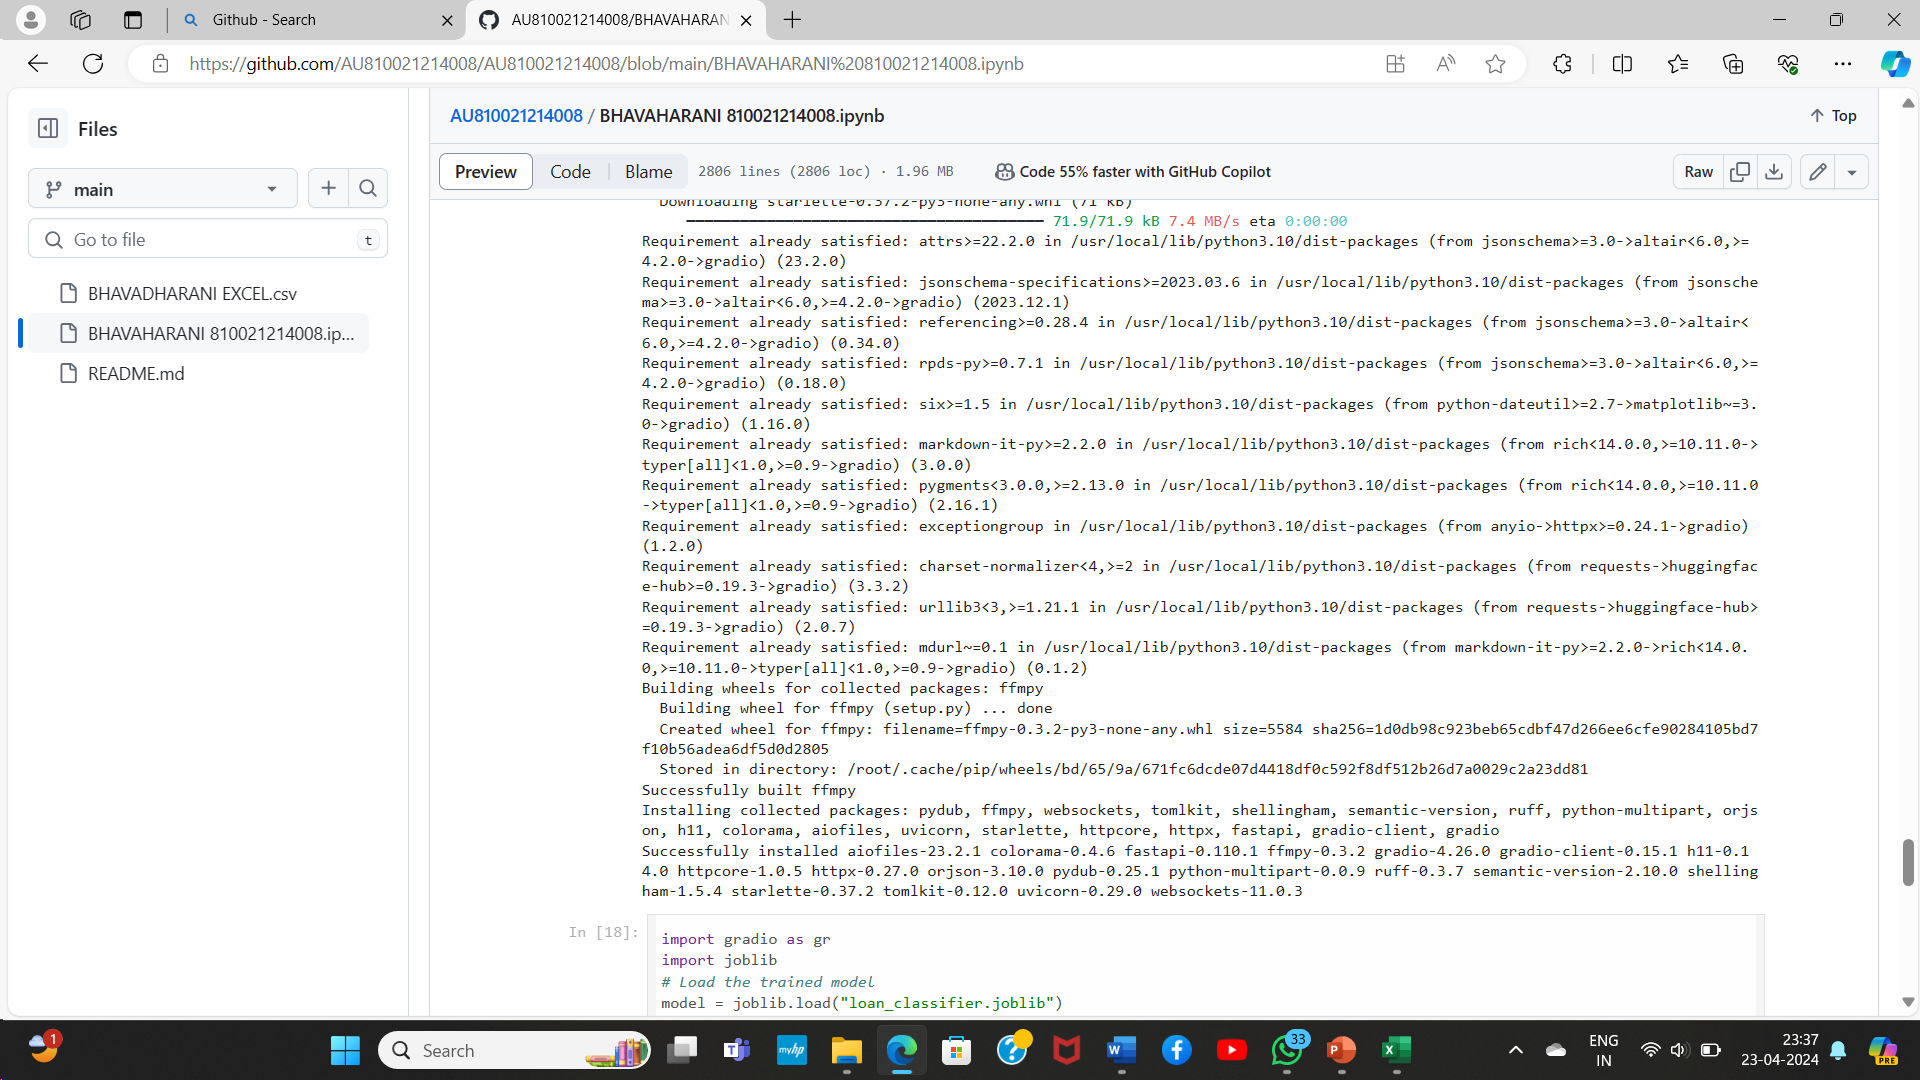 Github - Search
AU810021214008/BHAVAHARAN
https://github.com/AU810021214008/AU810021214008/blob/main/BHAVAHARANI%20810021214008.ipynb
Files
AU810021214008 / BHAVAHARANI 810021214008.ipynb
Top
main
Preview
Code
Blame
2806 lines (2806 loc) · 1.96 MB
Code 55% faster with GitHub Copilot
Raw
Go to file
t
BHAVADHARANI EXCEL.csv
BHAVAHARANI 810021214008.ip...
README.md
Downloading starlette-0.37.2-py3-none-any.whl (71 kB)
71.9/71.9 kB 7.4 MB/s eta 0:00:00
Requirement already satisfied: attrs>=22.2.0 in /usr/local/lib/python3.10/dist-packages (from jsonschema>=3.0->altair<6.0,>=
4.2.0->gradio) (23.2.0)
Requirement already satisfied: jsonschema-specifications>=2023.03.6 in /usr/local/lib/python3.10/dist-packages (from jsonsche
ma>=3.0->altair<6.0,>=4.2.0->gradio) (2023.12.1)
Requirement already satisfied: referencing>=0.28.4 in /usr/local/lib/python3.10/dist-packages (from jsonschema>=3.0->altair<
6.0,>=4.2.0->gradio) (0.34.0)
Requirement already satisfied: rpds-py>=0.7.1 in /usr/local/lib/python3.10/dist-packages (from jsonschema>=3.0->altair<6.0,>=
4.2.0->gradio) (0.18.0)
Requirement already satisfied: six>=1.5 in /usr/local/lib/python3.10/dist-packages (from python-dateutil>=2.7->matplotlib~=3.
0->gradio) (1.16.0)
Requirement already satisfied: markdown-it-py>=2.2.0 in /usr/local/lib/python3.10/dist-packages (from rich<14.0.0,>=10.11.0->
typer[all]<1.0,>=0.9->gradio) (3.0.0)
Requirement already satisfied: pygments<3.0.0,>=2.13.0 in /usr/local/lib/python3.10/dist-packages (from rich<14.0.0,>=10.11.0
->typer[all]<1.0,>=0.9->gradio) (2.16.1)
Requirement already satisfied: exceptiongroup in /usr/local/lib/python3.10/dist-packages (from anyio->httpx>=0.24.1->gradio)
(1.2.0)
Requirement already satisfied: charset-normalizer<4,>=2 in /usr/local/lib/python3.10/dist-packages (from requests->huggingfac
e-hub>=0.19.3->gradio) (3.3.2)
Requirement already satisfied: urllib3<3,>=1.21.1 in /usr/local/lib/python3.10/dist-packages (from requests->huggingface-hub>
=0.19.3->gradio) (2.0.7)
Requirement already satisfied: mdurl~=0.1 in /usr/local/lib/python3.10/dist-packages (from markdown-it-py>=2.2.0->rich<14.0.
0,>=10.11.0->typer[all]<1.0,>=0.9->gradio) (0.1.2)
Building wheels for collected packages: ffmpy
Building wheel for ffmpy (setup.py) ... done
Created wheel for ffmpy: filename=ffmpy-0.3.2-py3-none-any.whl size=5584 sha256=1d0db98c923beb65cdbf47d266ee6cfe90284105bd7
f10b56adea6df5d0d2805
Stored in directory: /root/.cache/pip/wheels/bd/65/9a/671fc6dcde07d4418df0c592f8df512b26d7a0029c2a23dd81
Successfully built ffmpy
Installing collected packages: pydub, ffmpy, websockets, tomlkit, shellingham, semantic-version, ruff, python-multipart, orjs
on, h11, colorama, aiofiles, uvicorn, starlette, httpcore, httpx, fastapi, gradio-client, gradio
Successfully installed aiofiles-23.2.1 colorama-0.4.6 fastapi-0.110.1 ffmpy-0.3.2 gradio-4.26.0 gradio-client-0.15.1 h11-0.1
4.0 httpcore-1.0.5 httpx-0.27.0 orjson-3.10.0 pydub-0.25.1 python-multipart-0.0.9 ruff-0.3.7 semantic-version-2.10.0 shelling
ham-1.5.4 starlette-0.37.2 tomlkit-0.12.0 uvicorn-0.29.0 websockets-11.0.3
In [18]:
import gradio as gr
import joblib
# Load the trained model
model = joblib.load("loan_classifier.joblib")
1
Search
myhp
33
ENG
IN
23:37
23-04-2024
PRE